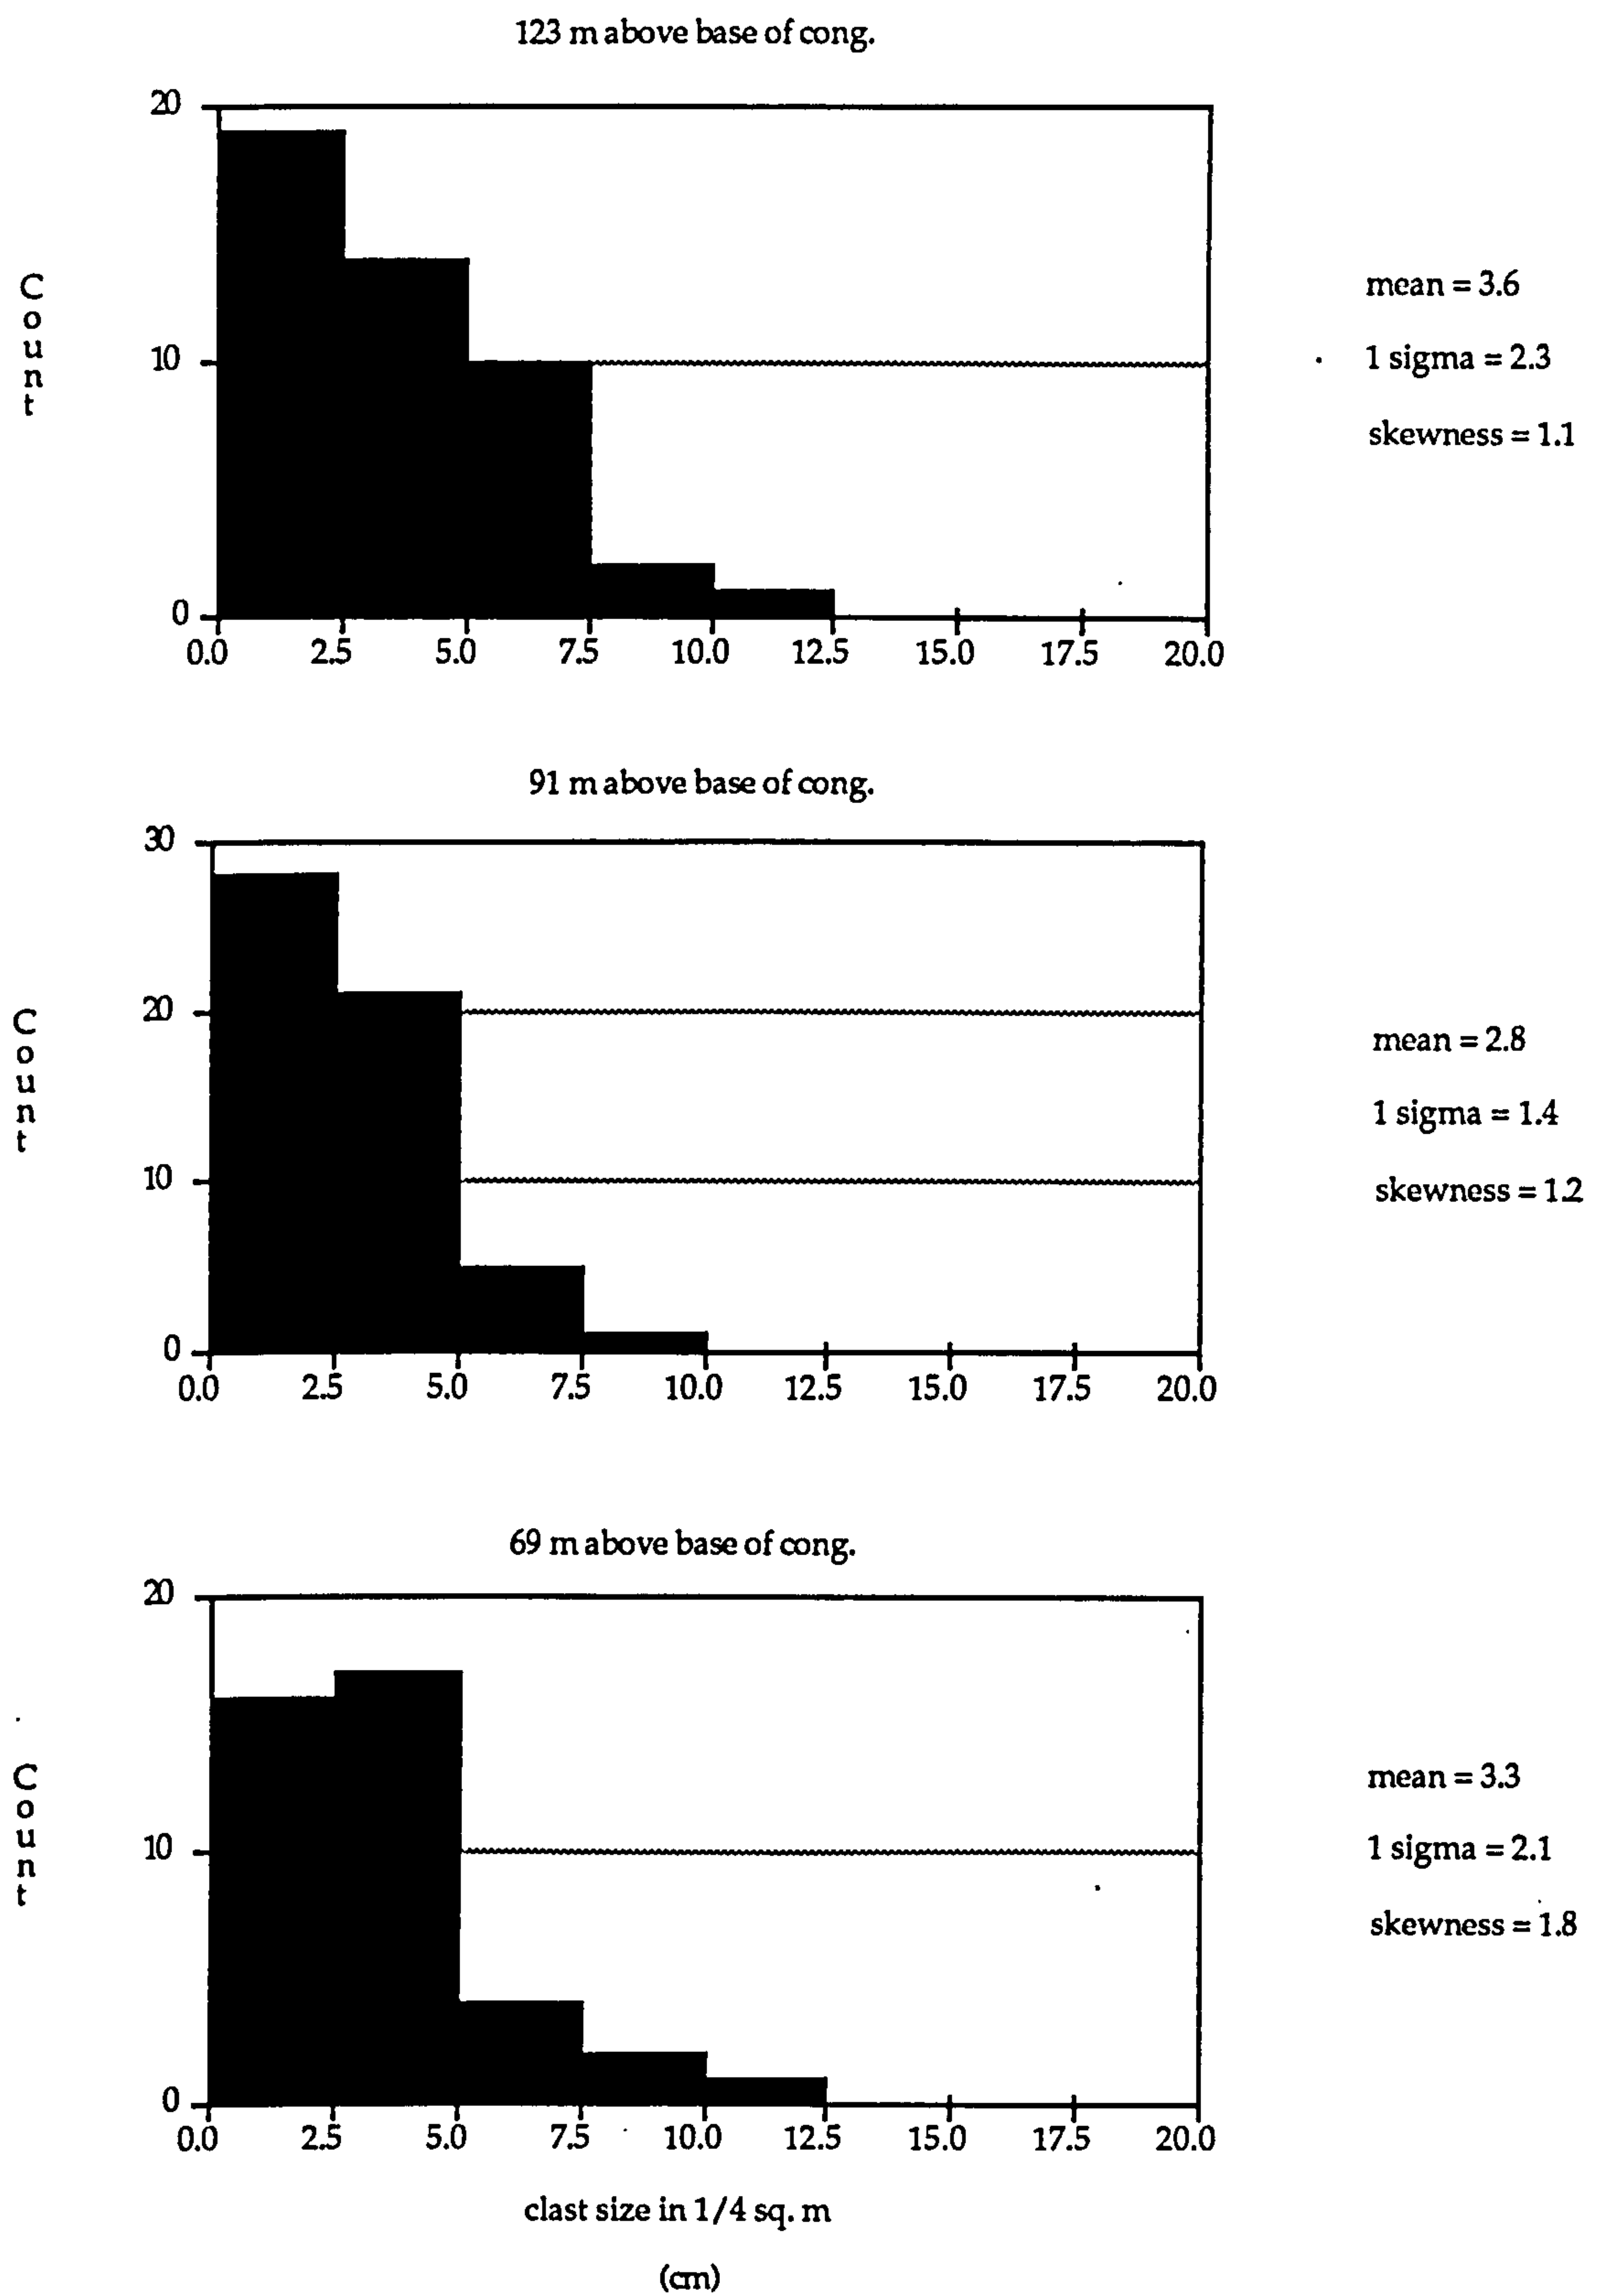 123 m above base of cong.
20
10
0
Count
0.0 2.5 5.0 7.5 10.0 12.5 15.0 17.5 20.0
mean = 3.6
1 sigma = 2.3
skewness = 1.1
91 m above base of cong.
30
20
10
0
Count
0.0 2.5 5.0 7.5 10.0 12.5 15.0 17.5 20.0
mean = 2.8
1 sigma = 1.4
skewness = 1.2
69 m above base of cong.
20
10
0
Count
0.0 2.5 5.0 7.5 10.0 12.5 15.0 17.5 20.0
mean = 3.3
1 sigma = 2.1
skewness = 1.8
clast size in 1/4 sq. m
(cm)